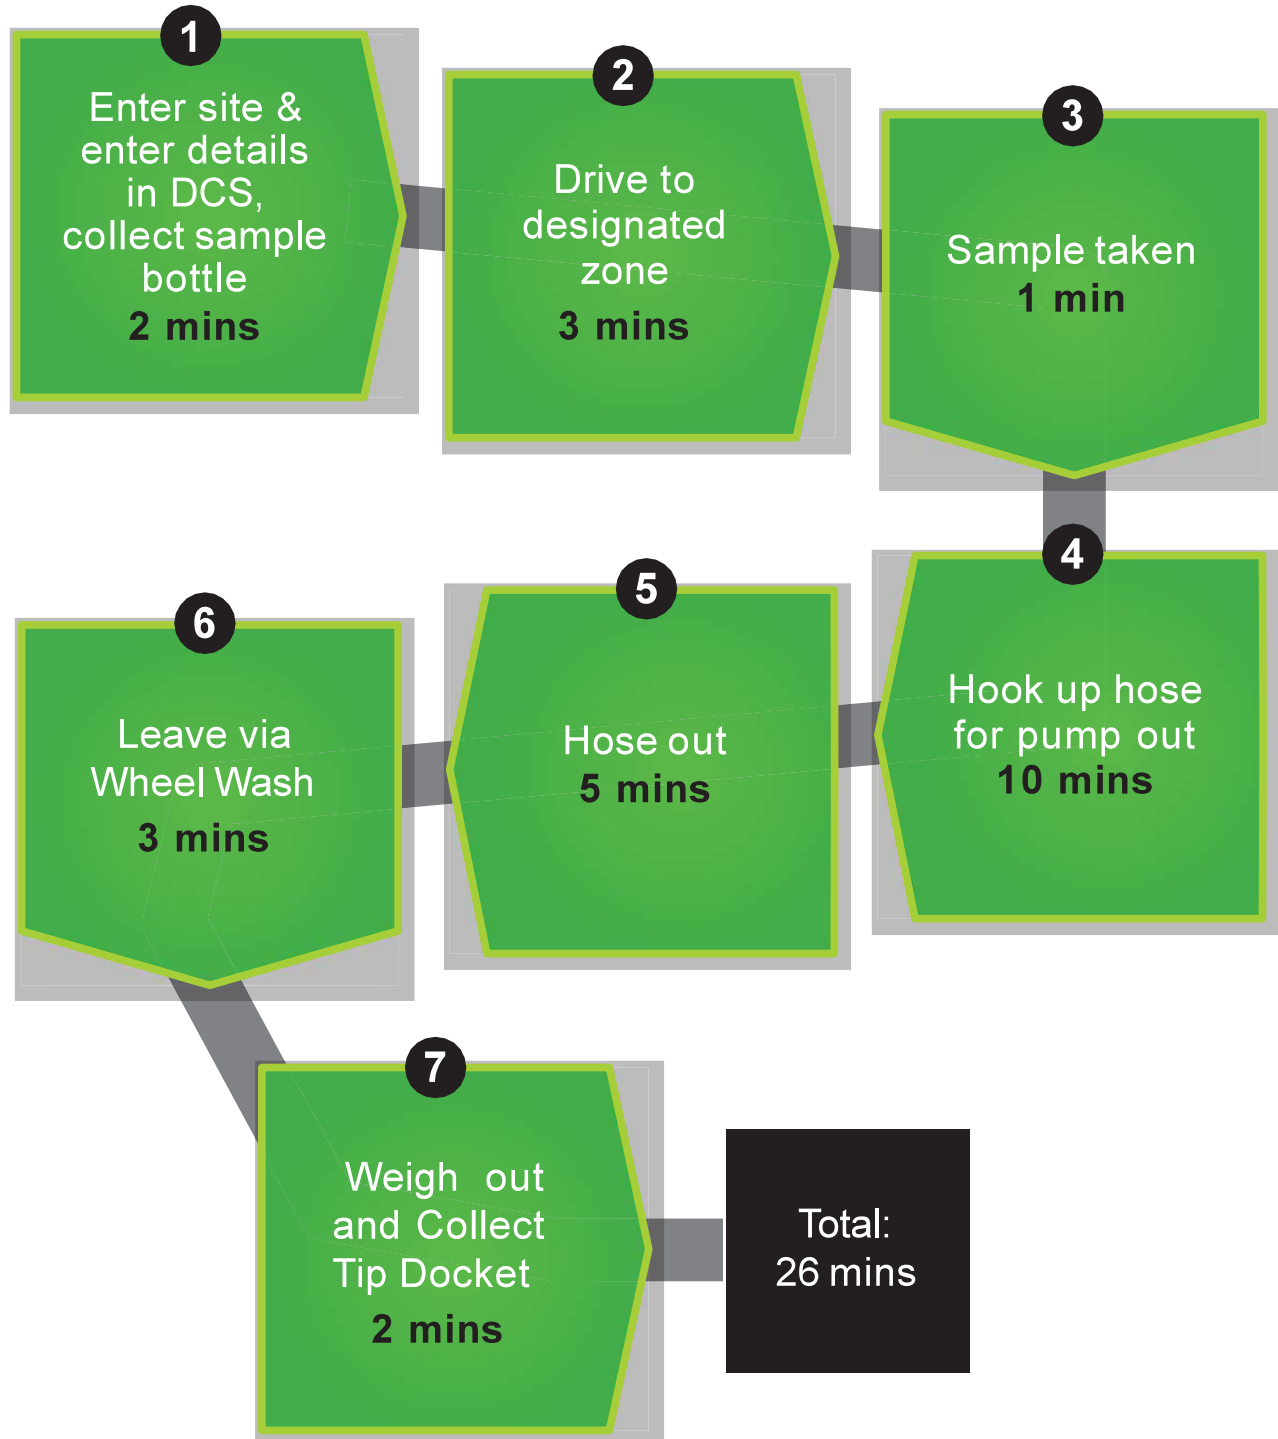 1
Enter site &
enter details
in DCS,
collect sample
bottle
2 mins
2
Drive to
designated
zone
3 mins
3
Sample taken
1 min
4
Hook up hose
for pump out
10 mins
5
Hose out
5 mins
6
Leave via
Wheel Wash
3 mins
7
Weigh out
and Collect
Tip Docket
2 mins
Total:
26 mins